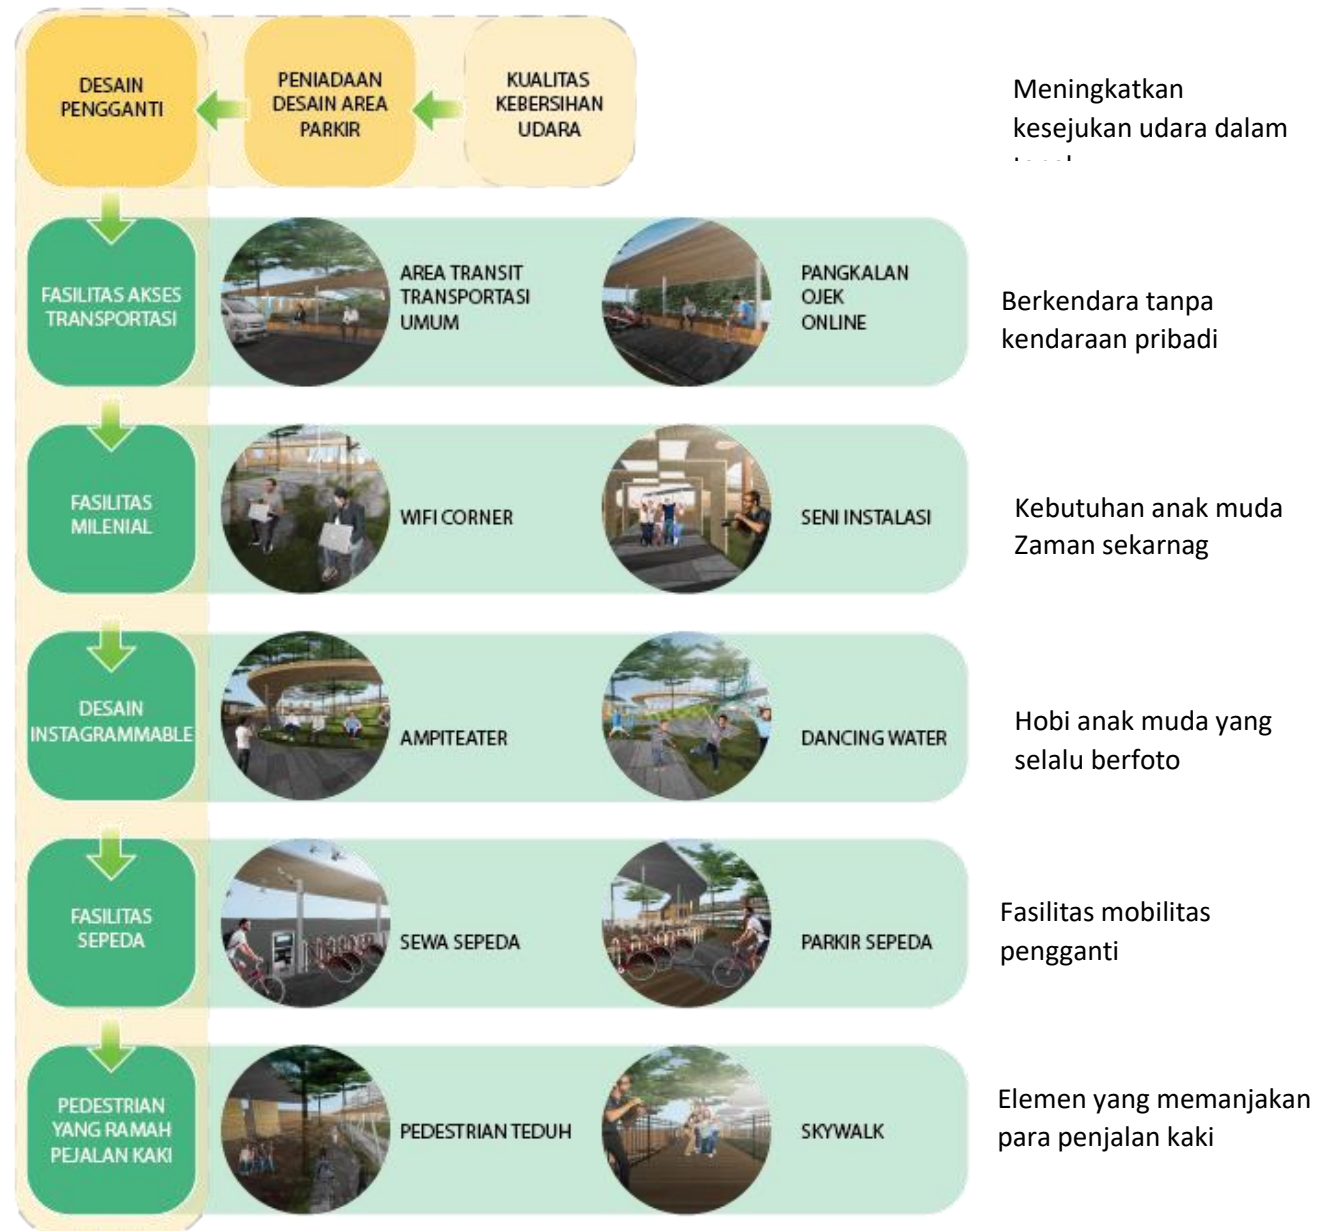 DESAIN
PENGGANTI
PENIADAAN
DESAIN AREA
PARKIR
KUALITAS
KEBERSIHAN
UDARA
Meningkatkan
kesejukan udara dalam
FASILITAS AKSES
TRANSPORTASI
AREA TRANSIT
TRANSPORTASI
UMUM
PANGKALAN
OJEK
ONLINE
Berkendara tanpa
kendaraan pribadi
FASILITAS
MILENIAL
WIFI CORNER
SENI INSTALASI
Kebutuhan anak muda
Zaman sekarnag
DESAIN
INSTAGRAMMABLE
AMPITEATER
DANCING WATER
Hobi anak muda yang
selalu berfoto
FASILITAS
SEPEDA
SEWA SEPEDA
PARKIR SEPEDA
Fasilitas mobilitas
pengganti
PEDESTRIAN
YANG RAMAH
PEJALAN KAKI
PEDESTRIAN TEDUH
SKYWALK
Elemen yang memanjakan
para penjalan kaki